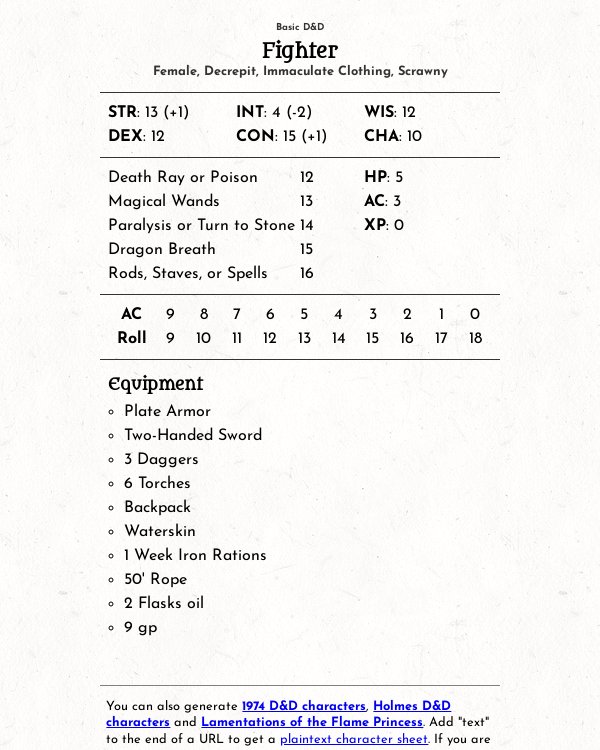 Basic D&D
Fighter
Female, Decrepit, Immaculate Clothing, Scrawny
STR: 13 (+1) INT: 4 (-2) WIS: 12
DEX: 12 CON: 15 (+1) CHA: 10
Death Ray or Poison 12 HP: 5
Magical Wands 13 AC: 3
Paralysis or Turn to Stone 14 XP: 0
Dragon Breath 15
Rods, Staves, or Spells 16
AC 9 8 7 6 5 4 3 2 1 0
Roll 9 10 11 12 13 14 15 16 17 18
Equipment
◦ Plate Armor
◦ Two-Handed Sword
◦ 3 Daggers
◦ 6 Torches
◦ Backpack
◦ Waterskin
◦ 1 Week Iron Rations
◦ 50' Rope
◦ 2 Flasks oil
◦ 9 gp
You can also generate 1974 D&D characters, Holmes D&D
characters and Lamentations of the Flame Princess. Add "text"
to the end of a URL to get a plaintext character sheet. If you are